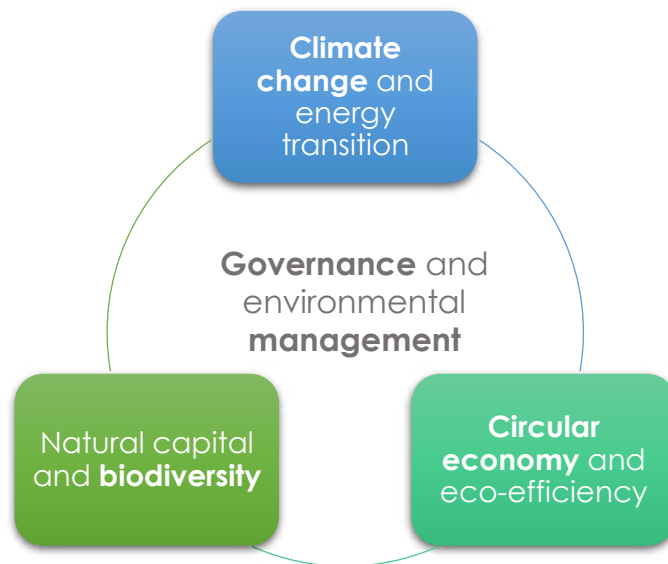 Climate
change and
energy
transition
Governance and
environmental
management
Natural capital
and biodiversity
Circular
economy and
eco-efficiency